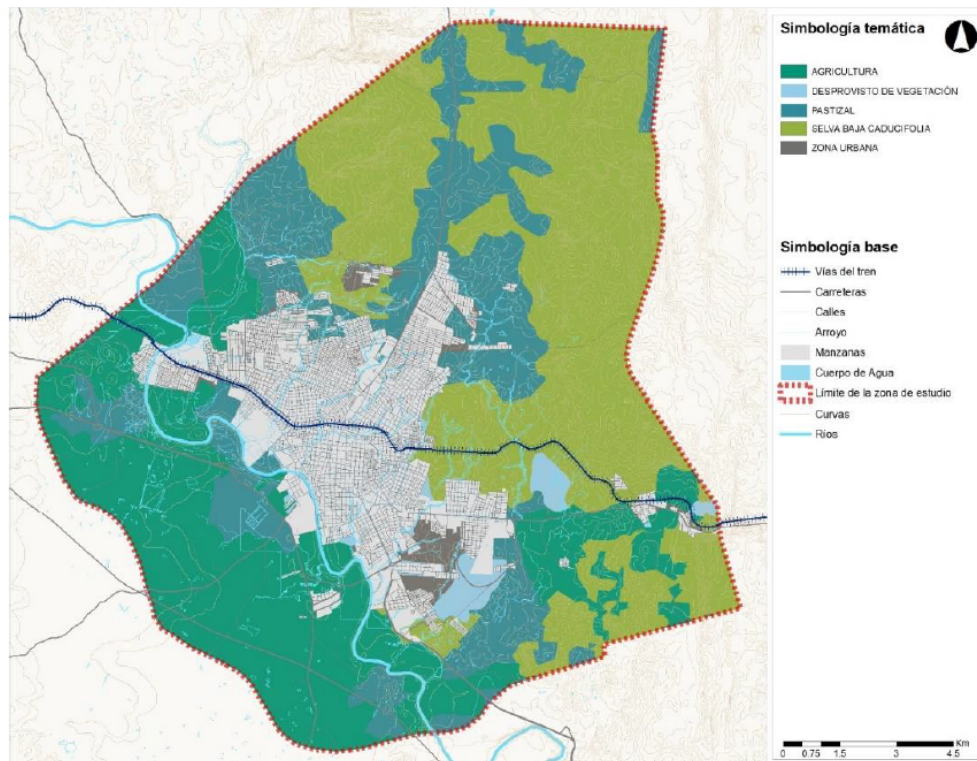 Simbología temática
AGRICULTURA
DESPROVISTO DE VEGETACIÓN
PASTIZAL
SELVA BAJA CADUCIFOLIA
ZONA URBANA
Simbología base
Vías del tren
Carreteras
Calles
Arroyo
Manzanas
Cuerpo de Agua
Límite de la zona de estudio
Curvas
Ríos
Km
0 0.75 1.5 3 4.5